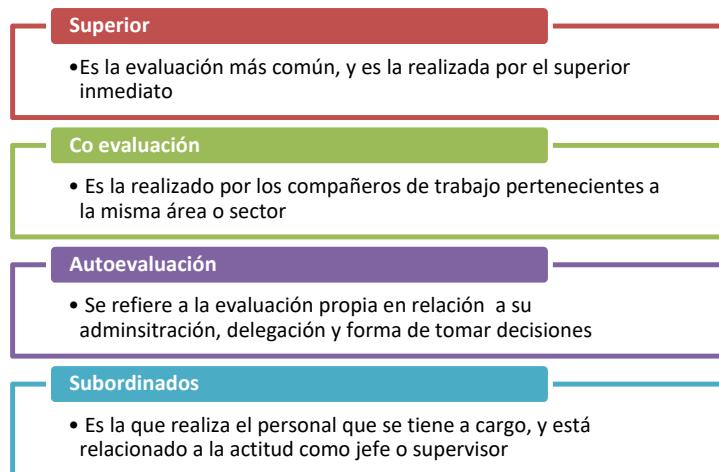 Superior
•Es la evaluación más común, y es la realizada por el superior
inmediato
Co evaluación
• Es la realizado por los compañeros de trabajo pertenecientes a
la misma área o sector
Autoevaluación
• Se refiere a la evaluación propia en relación  a su
adminsitración, delegación y forma de tomar decisiones
Subordinados
• Es la que realiza el personal que se tiene a cargo, y está
relacionado a la actitud como jefe o supervisor